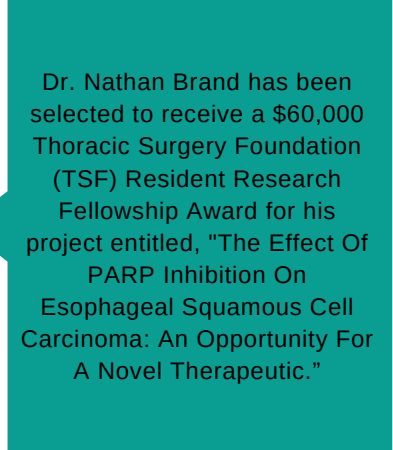 Dr. Nathan Brand has been
selected to receive a $60,000
Thoracic Surgery Foundation
(TSF) Resident Research
Fellowship Award for his
project entitled, "The Effect Of
PARP Inhibition On
Esophageal Squamous Cell
Carcinoma: An Opportunity For
A Novel Therapeutic.”